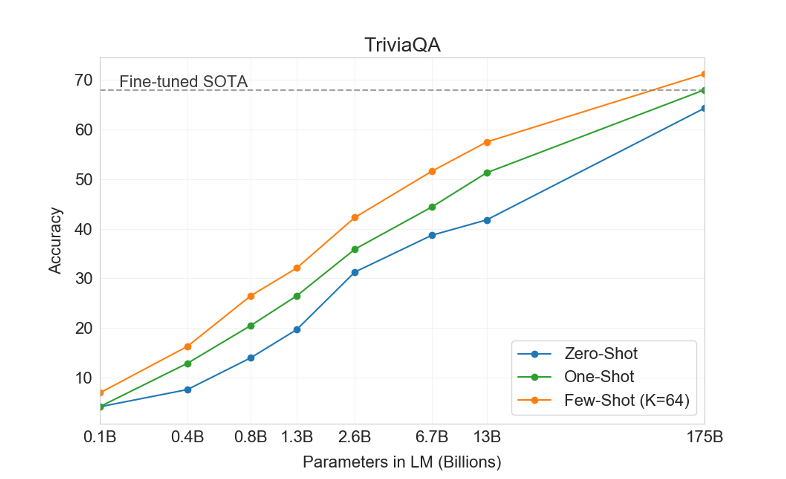 TriviaQA
Fine-tuned SOTA
70
60
50
40
30
20
10
Accuracy
0.1B 0.4B 0.8B 1.3B 2.6B 6.7B 13B 175B
Parameters in LM (Billions)
Zero-Shot
One-Shot
Few-Shot (K=64)